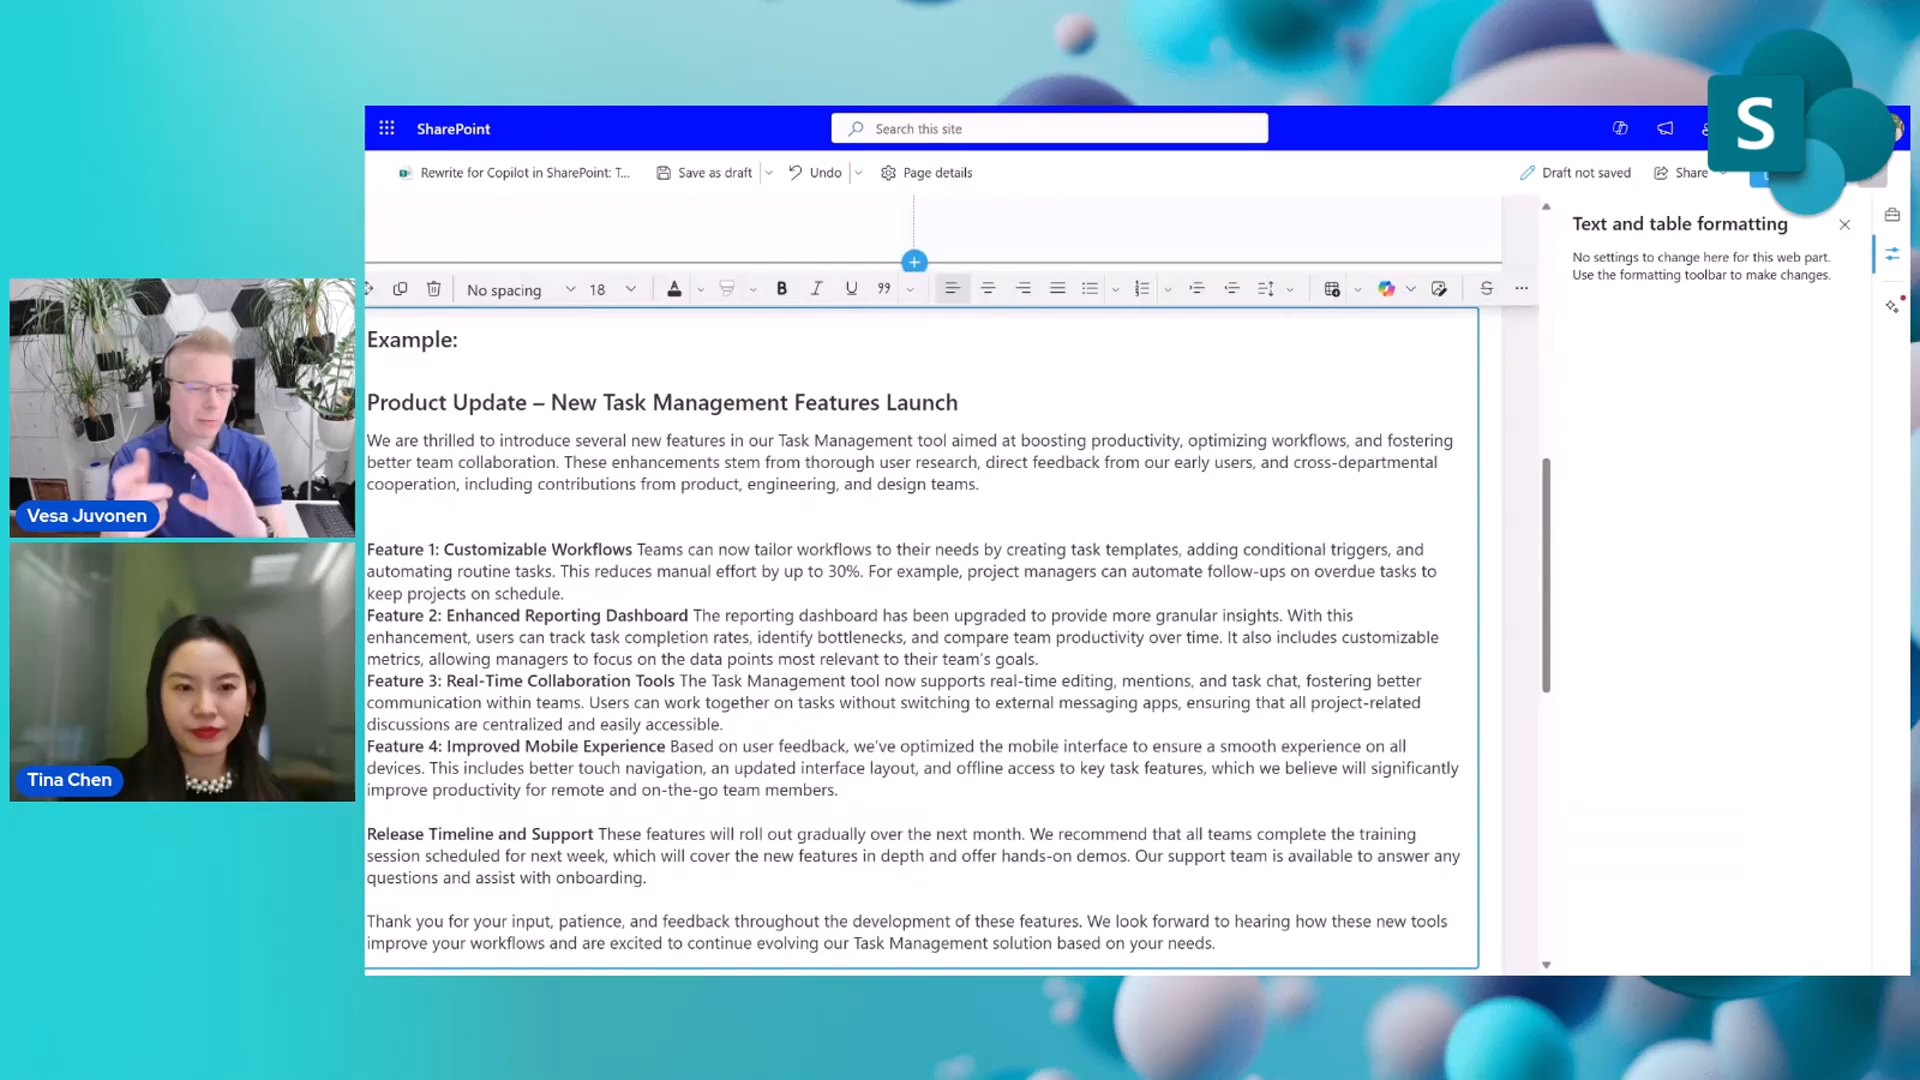 SharePoint
Search this site
S
Rewrite for Copilot in SharePoint: T...
Save as draft
Undo
Page details
Draft not saved
Share
Text and table formatting
No settings to change here for this web part.
Use the formatting toolbar to make changes.
No spacing
18
Example:
Product Update – New Task Management Features Launch
We are thrilled to introduce several new features in our Task Management tool aimed at boosting productivity, optimizing workflows, and fostering
better team collaboration. These enhancements stem from thorough user research, direct feedback from our early users, and cross-departmental
cooperation, including contributions from product, engineering, and design teams.
Feature 1: Customizable Workflows Teams can now tailor workflows to their needs by creating task templates, adding conditional triggers, and
automating routine tasks. This reduces manual effort by up to 30%. For example, project managers can automate follow-ups on overdue tasks to
keep projects on schedule.
Feature 2: Enhanced Reporting Dashboard The reporting dashboard has been upgraded to provide more granular insights. With this
enhancement, users can track task completion rates, identify bottlenecks, and compare team productivity over time. It also includes customizable
metrics, allowing managers to focus on the data points most relevant to their team's goals.
Feature 3: Real-Time Collaboration Tools The Task Management tool now supports real-time editing, mentions, and task chat, fostering better
communication within teams. Users can work together on tasks without switching to external messaging apps, ensuring that all project-related
discussions are centralized and easily accessible.
Feature 4: Improved Mobile Experience Based on user feedback, we've optimized the mobile interface to ensure a smooth experience on all
devices. This includes better touch navigation, an updated interface layout, and offline access to key task features, which we believe will significantly
improve productivity for remote and on-the-go team members.
Release Timeline and Support These features will roll out gradually over the next month. We recommend that all teams complete the training
session scheduled for next week, which will cover the new features in depth and offer hands-on demos. Our support team is available to answer any
questions and assist with onboarding.
Thank you for your input, patience, and feedback throughout the development of these features. We look forward to hearing how these new tools
improve your workflows and are excited to continue evolving our Task Management solution based on your needs.
Vesa Juvonen
Tina Chen